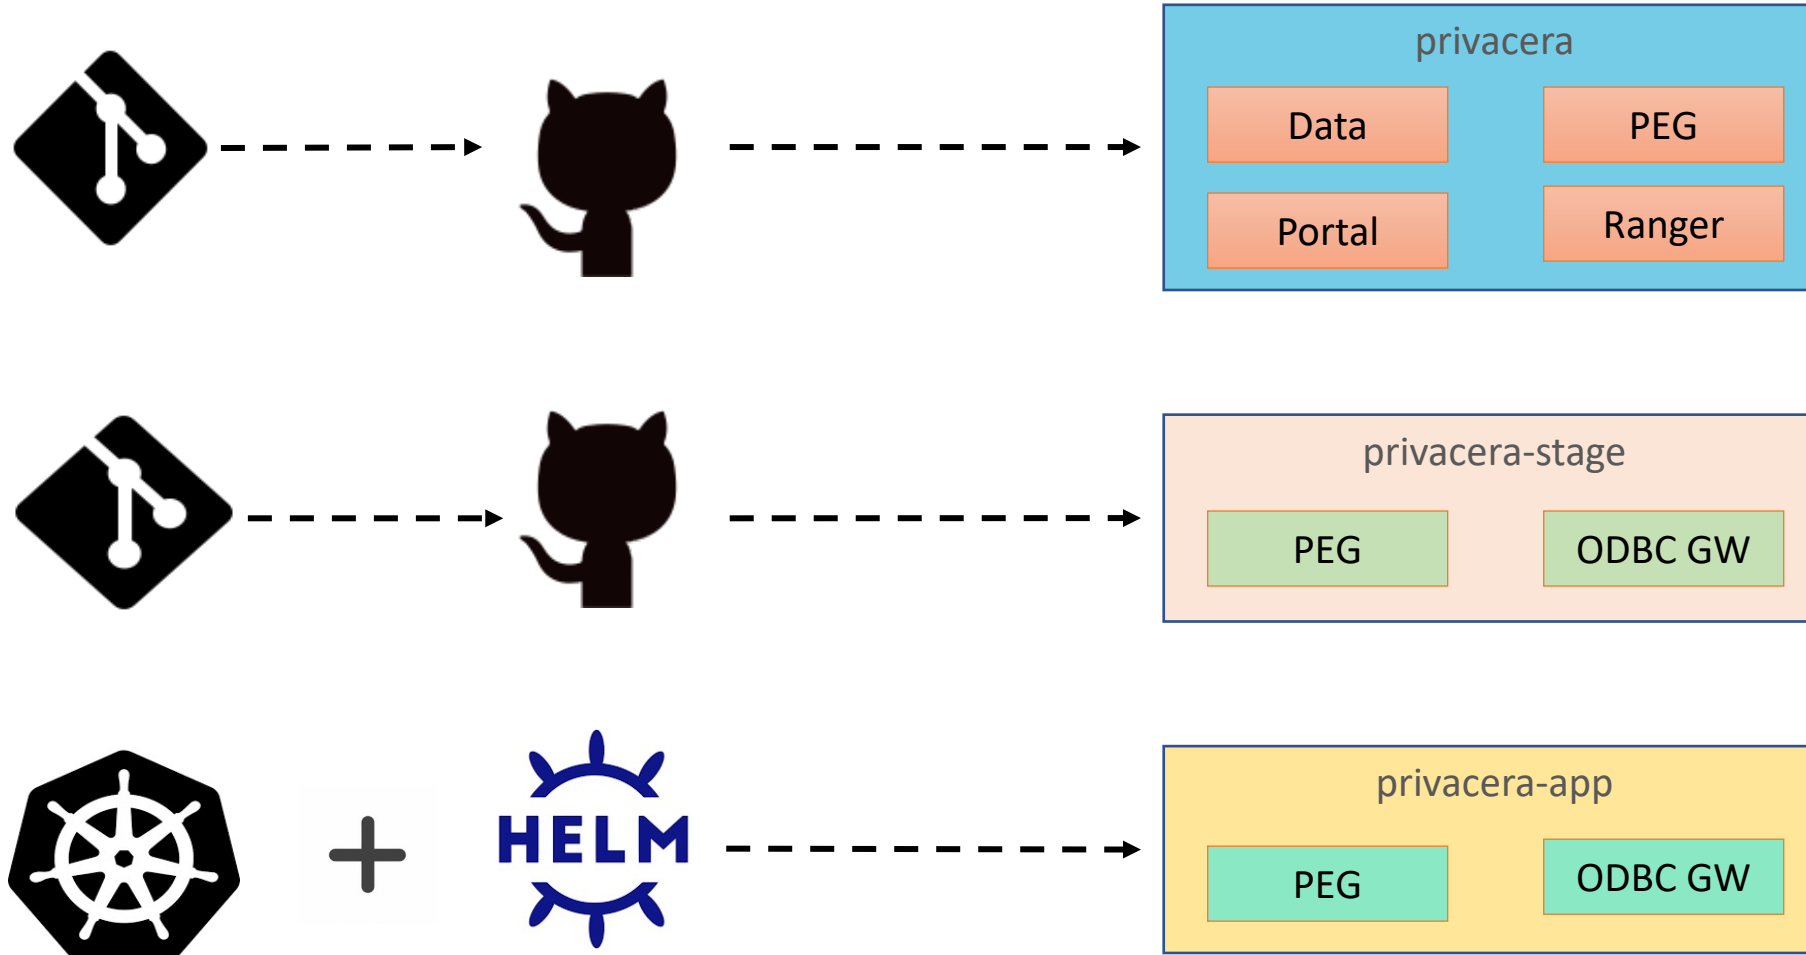 privacera
Data
PEG
Portal
Ranger
privacera-stage
PEG
ODBC GW
HELM
privacera-app
PEG
ODBC GW